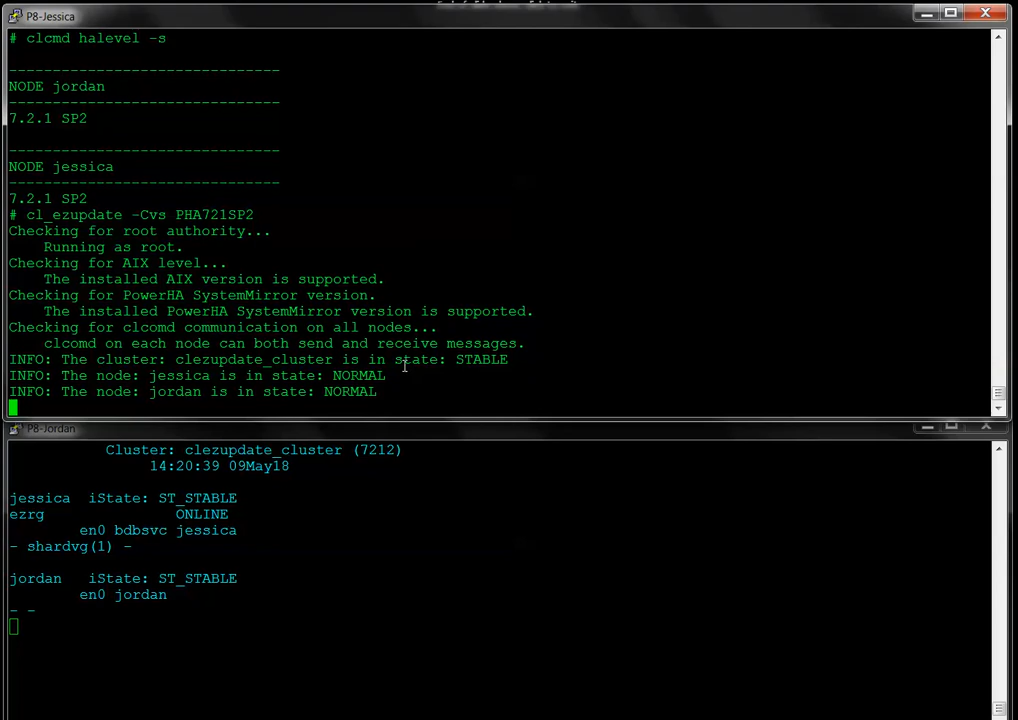 P8-Jessica
# clcmd halevel -s
-------------------------------
NODE jordan
-------------------------------
7.2.1 SP2
-------------------------------
NODE jessica
-------------------------------
7.2.1 SP2
# cl_ezupdate -Cvs PHA721SP2
Checking for root authority...
    Running as root.
Checking for AIX level...
    The installed AIX version is supported.
Checking for PowerHA SystemMirror version.
    The installed PowerHA SystemMirror version is supported.
Checking for clcomd communication on all nodes...
    clcomd on each node can both send and receive messages.
INFO: The cluster: clezupdate_cluster is in state: STABLE
INFO: The node: jessica is in state: NORMAL
INFO: The node: jordan is in state: NORMAL
P8-Jordan
Cluster: clezupdate_cluster (7212)
14:20:39 09May18
jessica  iState: ST_STABLE
ezrg                  ONLINE
        en0 bdbsvc jessica
- shardvg(1) -
jordan   iState: ST_STABLE
        en0 jordan
- -